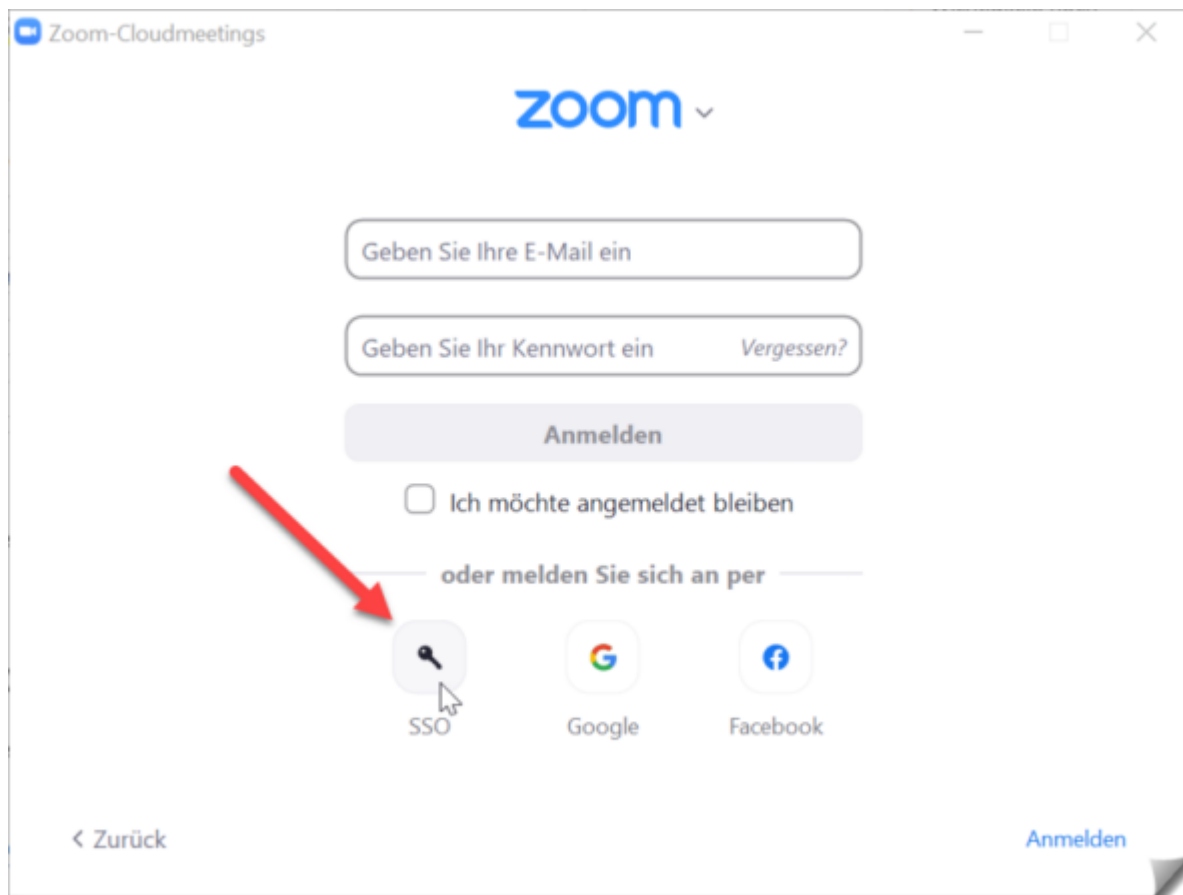 Zoom-Cloudmeetings
zoom
Geben Sie Ihre E-Mail ein
Geben Sie Ihr Kennwort ein Vergessen?
Anmelden
Ich möchte angemeldet bleiben
oder melden Sie sich an per
SSO Google Facebook
Zurück Anmelden